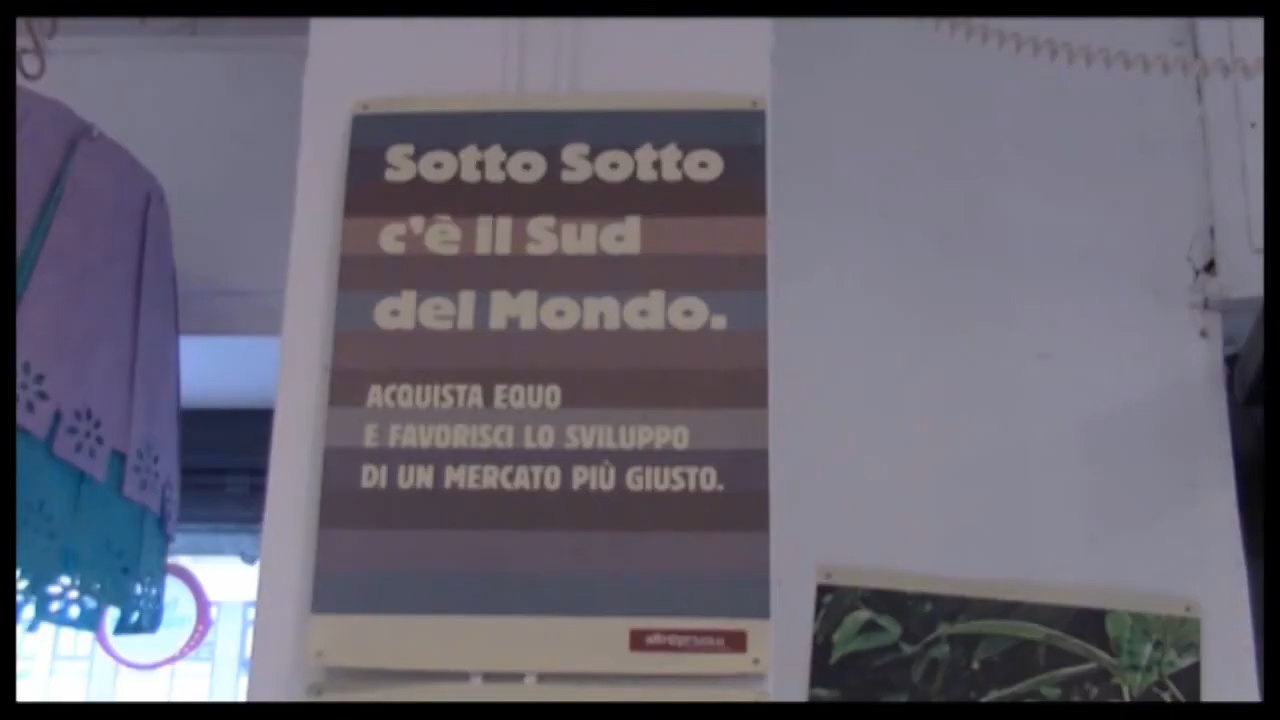 Sotto Sotto
c'è il Sud
del Mondo.
ACQUISTA EQUO
E FAVORISCI LO SVILUPPO
DI UN MERCATO PIÙ GIUSTO.